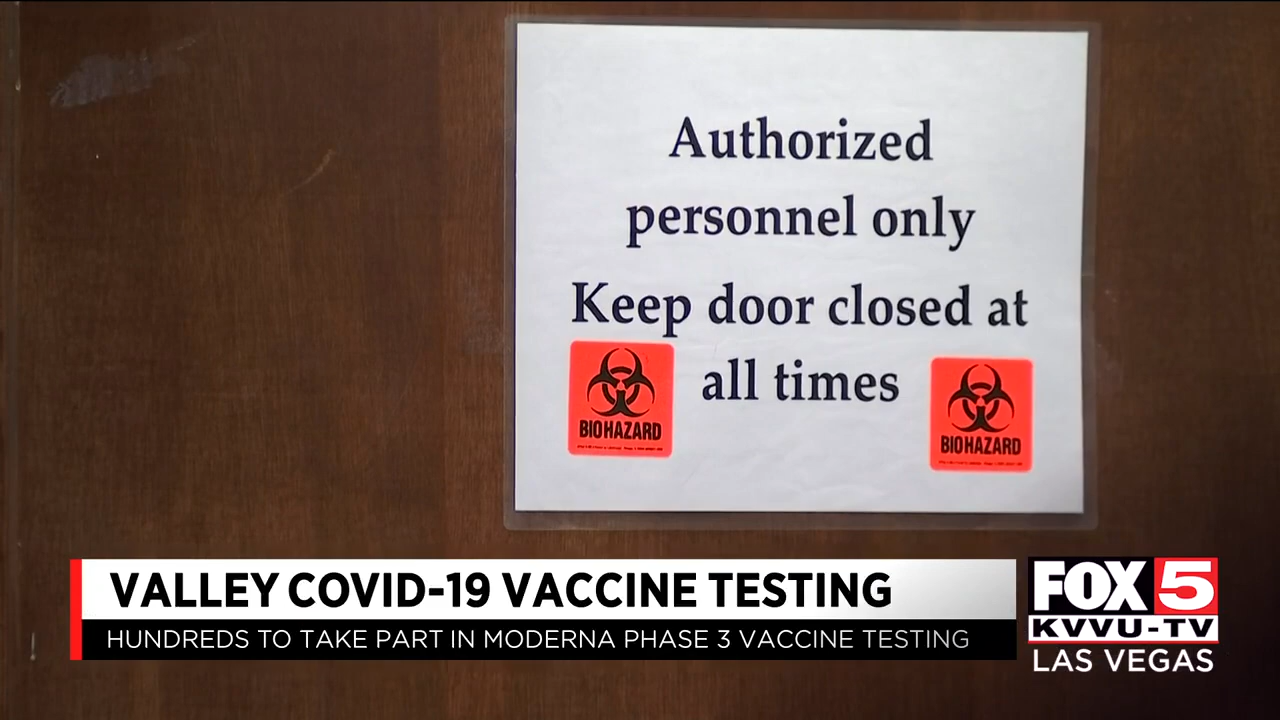 Authorized
personnel only
Keep door closed at
all times
BIOHAZARD
BIOHAZARD
VALLEY COVID-19 VACCINE TESTING
HUNDREDS TO TAKE PART IN MODERNA PHASE 3 VACCINE TESTING
FOX 5
KVVU-TV
LAS VEGAS